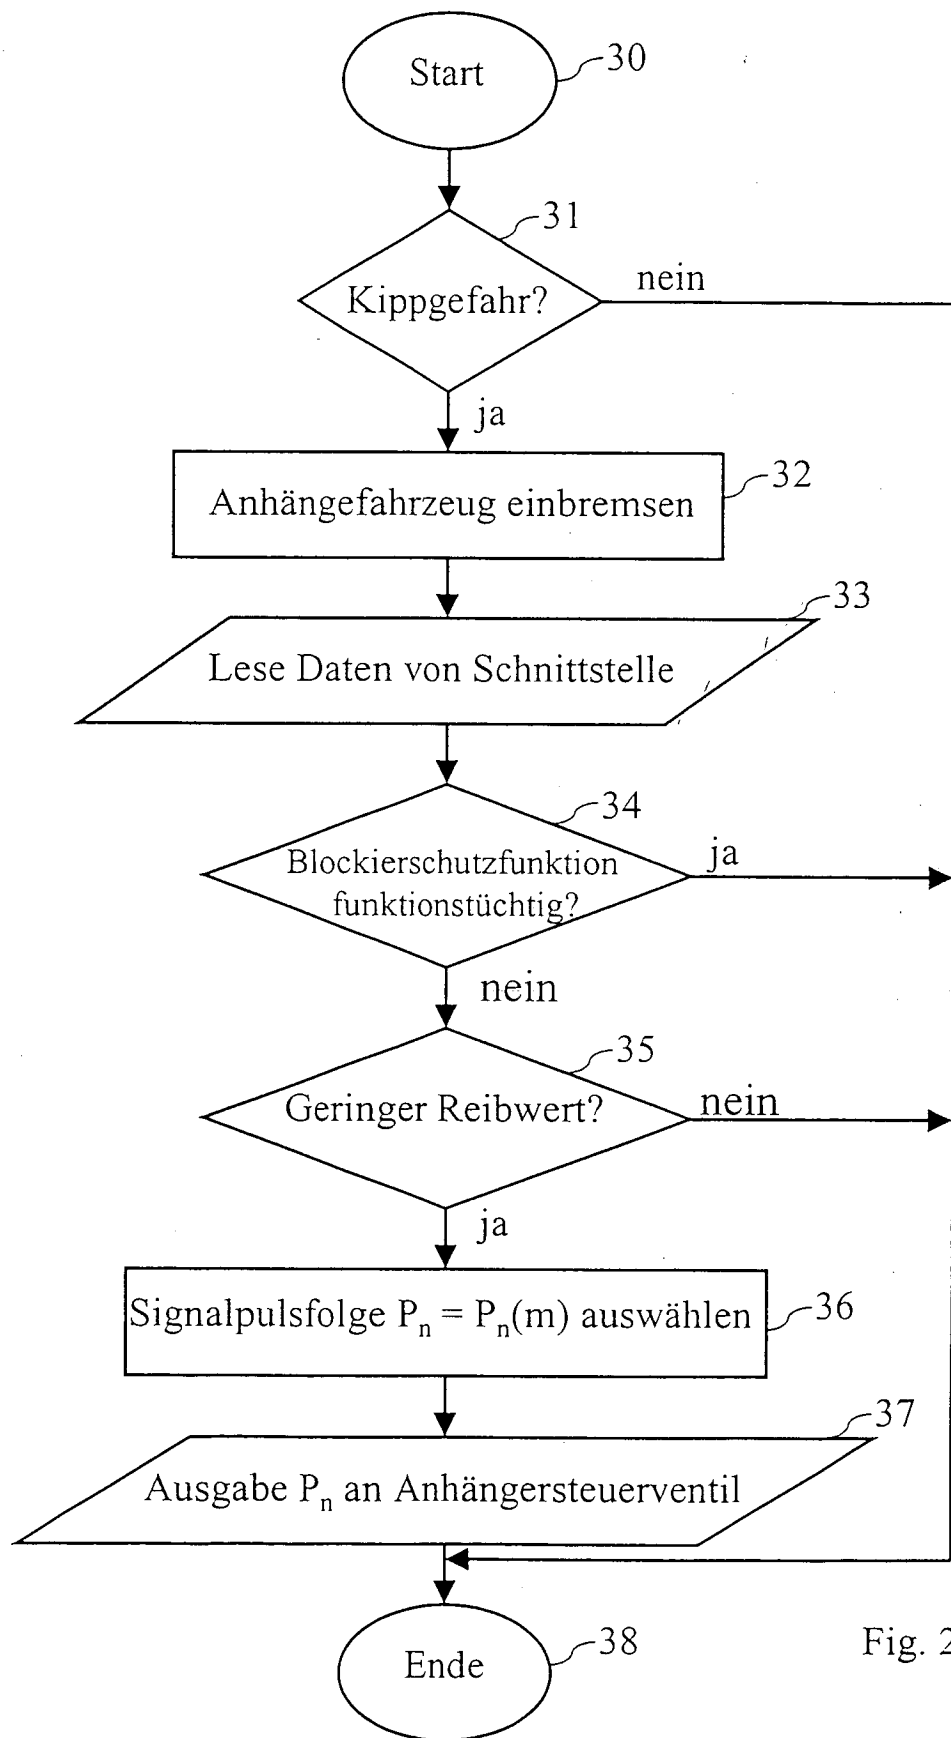 Start
30
31
Kippgefahr?
nein
ja
Anhängefahrzeug einbremsen
32
33
Lese Daten von Schnittstelle
34
Blockierschutzfunktion
funktionstüchtig?
ja
nein
35
Geringer Reibwert?
nein
ja
Signalpulsfolge Pn = Pn(m) auswählen
36
37
Ausgabe Pn an Anhängersteuerventil
Ende
38
Fig. 2